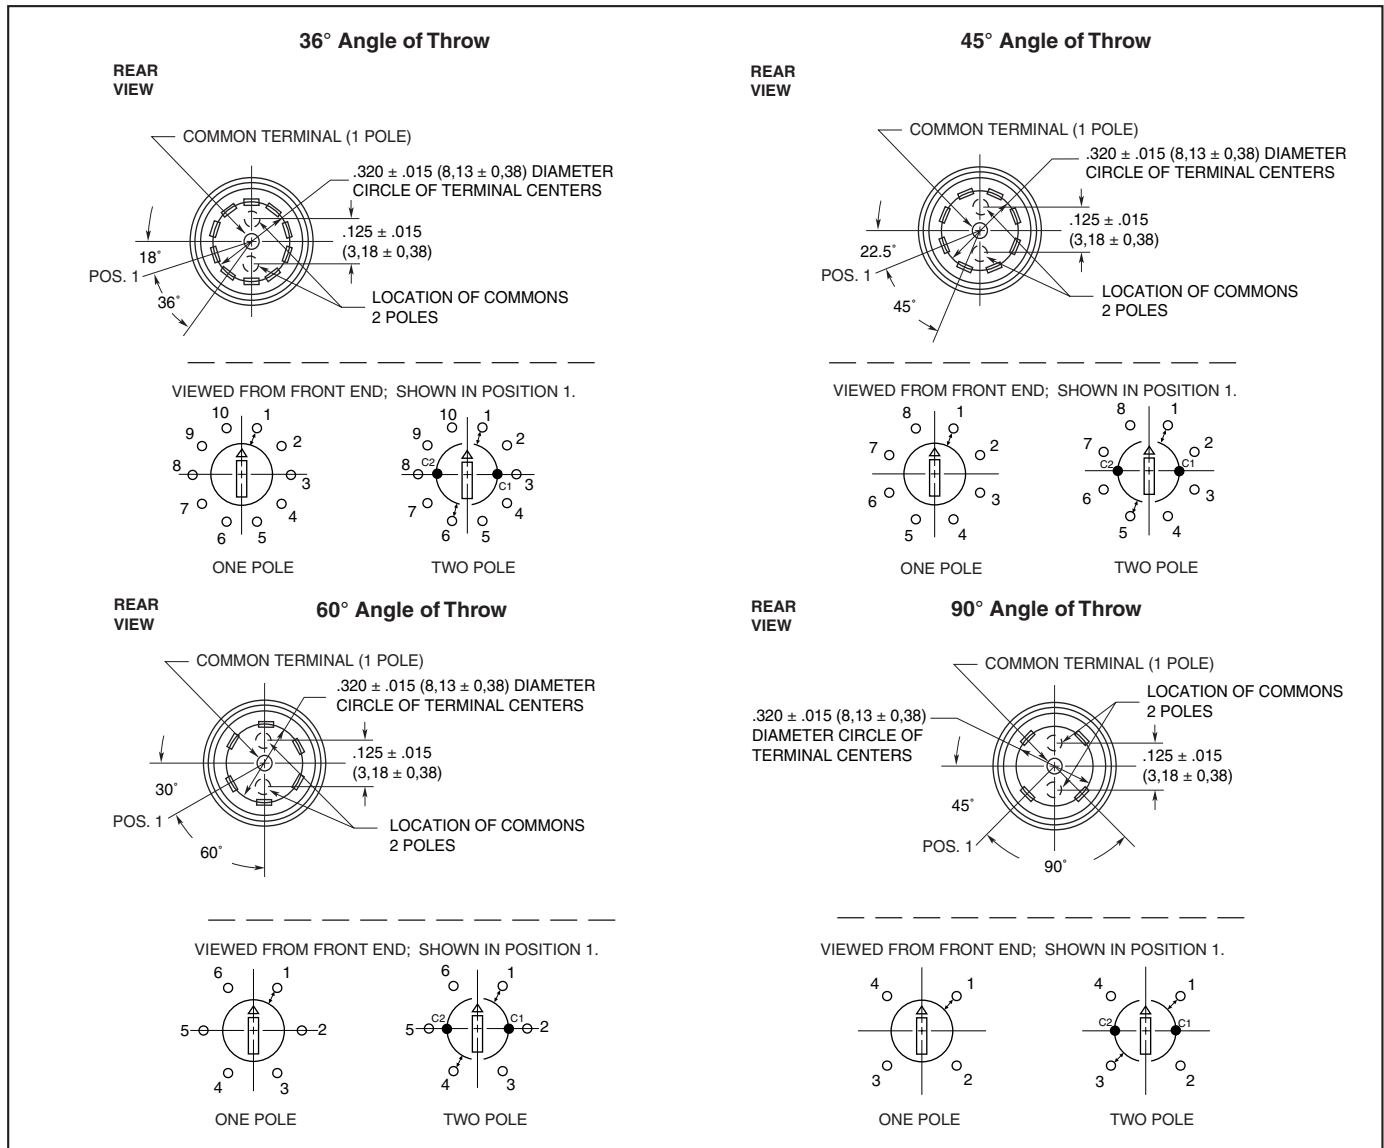 36° Angle of Throw
REAR
VIEW
COMMON TERMINAL (1 POLE)
.320 ± .015 (8,13 ± 0,38) DIAMETER
CIRCLE OF TERMINAL CENTERS
.125 ± .015
(3,18 ± 0,38)
18°
POS. 1
36°
LOCATION OF COMMONS
2 POLES
VIEWED FROM FRONT END; SHOWN IN POSITION 1.
10 1
9 2
8 3
7 4
6 5
ONE POLE
10 1
9 2
C2
8 3
C1
7 4
6 5
TWO POLE
45° Angle of Throw
REAR
VIEW
COMMON TERMINAL (1 POLE)
.320 ± .015 (8,13 ± 0,38) DIAMETER
CIRCLE OF TERMINAL CENTERS
.125 ± .015
(3,18 ± 0,38)
22.5°
POS. 1
45°
LOCATION OF COMMONS
2 POLES
VIEWED FROM FRONT END; SHOWN IN POSITION 1.
8 1
7 2
6 3
5 4
ONE POLE
8 1
7 2
C2 C1
6 3
5 4
TWO POLE
60° Angle of Throw
REAR
VIEW
COMMON TERMINAL (1 POLE)
.320 ± .015 (8,13 ± 0,38) DIAMETER
CIRCLE OF TERMINAL CENTERS
.125 ± .015
(3,18 ± 0,38)
30°
POS. 1
60°
LOCATION OF COMMONS
2 POLES
VIEWED FROM FRONT END; SHOWN IN POSITION 1.
6 1
5 2
4 3
ONE POLE
6 1
C2 C1
5 2
4 3
TWO POLE
90° Angle of Throw
REAR
VIEW
COMMON TERMINAL (1 POLE)
LOCATION OF COMMONS
2 POLES
.320 ± .015 (8,13 ± 0,38)
DIAMETER CIRCLE OF
TERMINAL CENTERS
.125 ± .015
(3,18 ± 0,38)
45°
POS. 1
90°
VIEWED FROM FRONT END; SHOWN IN POSITION 1.
4 1
3 2
ONE POLE
4 1
C2 C1
3 2
TWO POLE